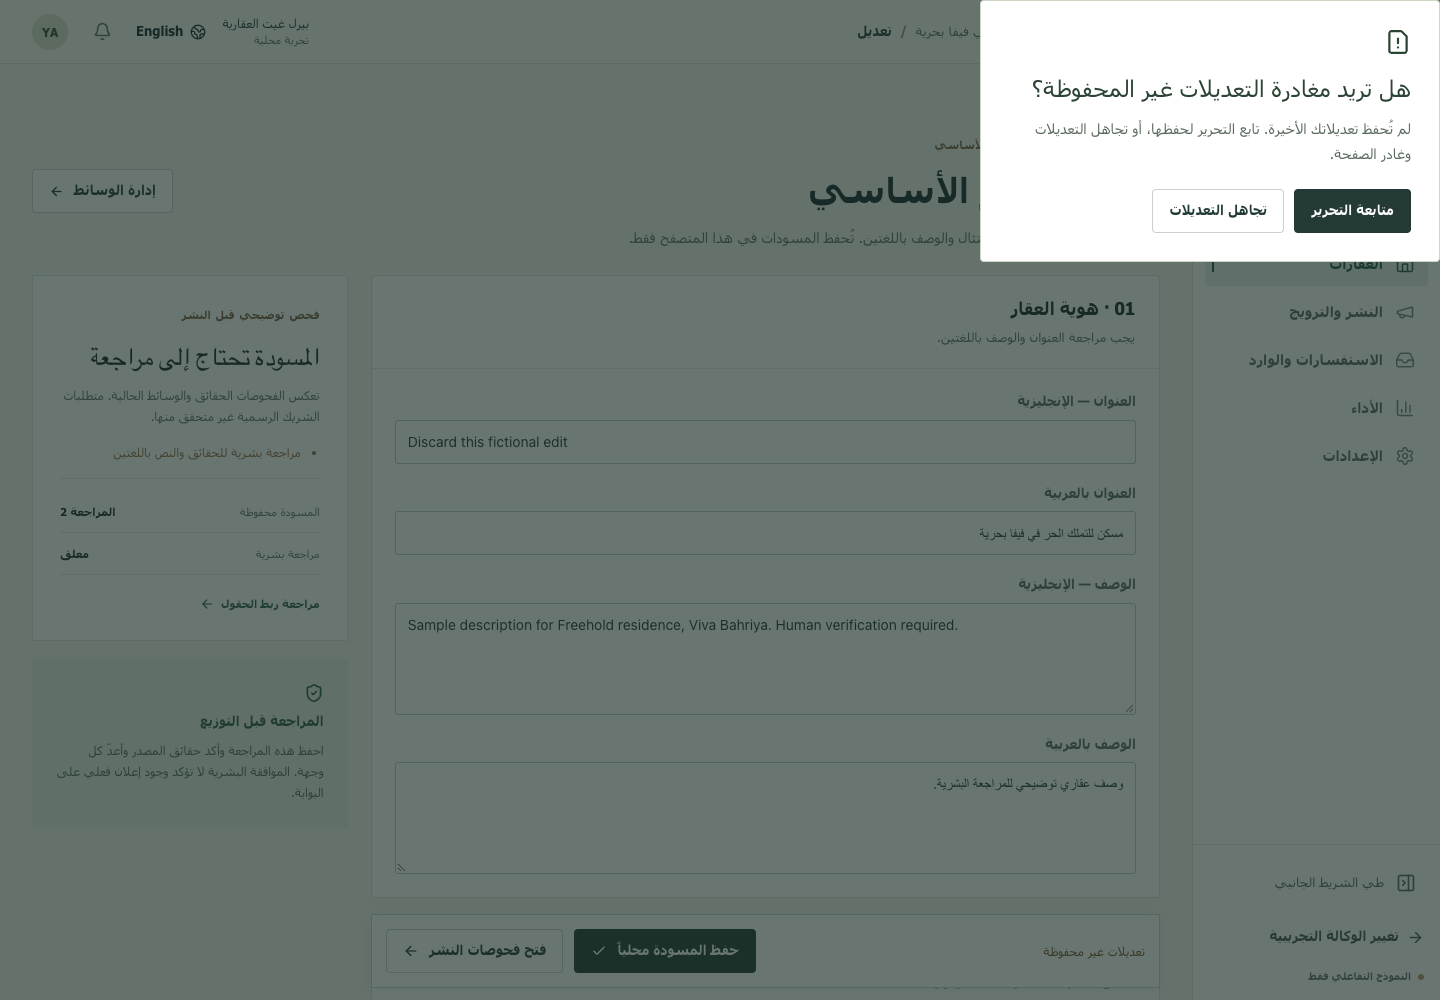 هل تريد مغادرة التعديلات غير المحفوظة؟
لم تُحفظ تعديلاتك الأخيرة. تابع التحرير لحفظها، أو تجاهل التعديلات
وغادر الصفحة.
متابعة التحرير
تجاهل التعديلات
فيفا بحرية / تعديل
English
بيرل غيت العقارية
تجربة محلية
YA
الأساسي
الأساسي
إدارة الوسائط
والوصف باللغتين. تُحفظ المسودات في هذا المتصفح فقط.
العقارات
النشر والترويج
الاستفسارات والوارد
الأداء
الإعدادات
طي الشريط الجانبي
تغيير الوكالة التجريبية
النموذج التفاعلي فقط
01 · هوية العقار
يجب مراجعة العنوان والوصف باللغتين.
العنوان — الإنجليزية
Discard this fictional edit
العنوان بالعربية
مسكن للتملك الحر في فيفا بحرية
الوصف — الإنجليزية
Sample description for Freehold residence, Viva Bahriya. Human verification required.
الوصف بالعربية
وصف عقاري توضيحي للمراجعة البشرية.
تعديلات غير محفوظة
حفظ المسودة محلياً
فتح فحوصات النشر
فحص توضيحي قبل النشر
المسودة تحتاج إلى مراجعة
تعكس الفحوصات الحقائق والوسائط الحالية. متطلبات
الشريك الرسمية غير متحقق منها.
• مراجعة بشرية للحقائق والنص باللغتين
المسودة محفوظة
المراجعة 2
مراجعة بشرية
معلق
مراجعة ربط الحقول
المراجعة قبل التوزيع
احفظ هذه المراجعة وأكد حقائق المصدر وأعدّ كل
وجهة. الموافقة البشرية لا تؤكد وجود إعلان فعلي على
البوابة.